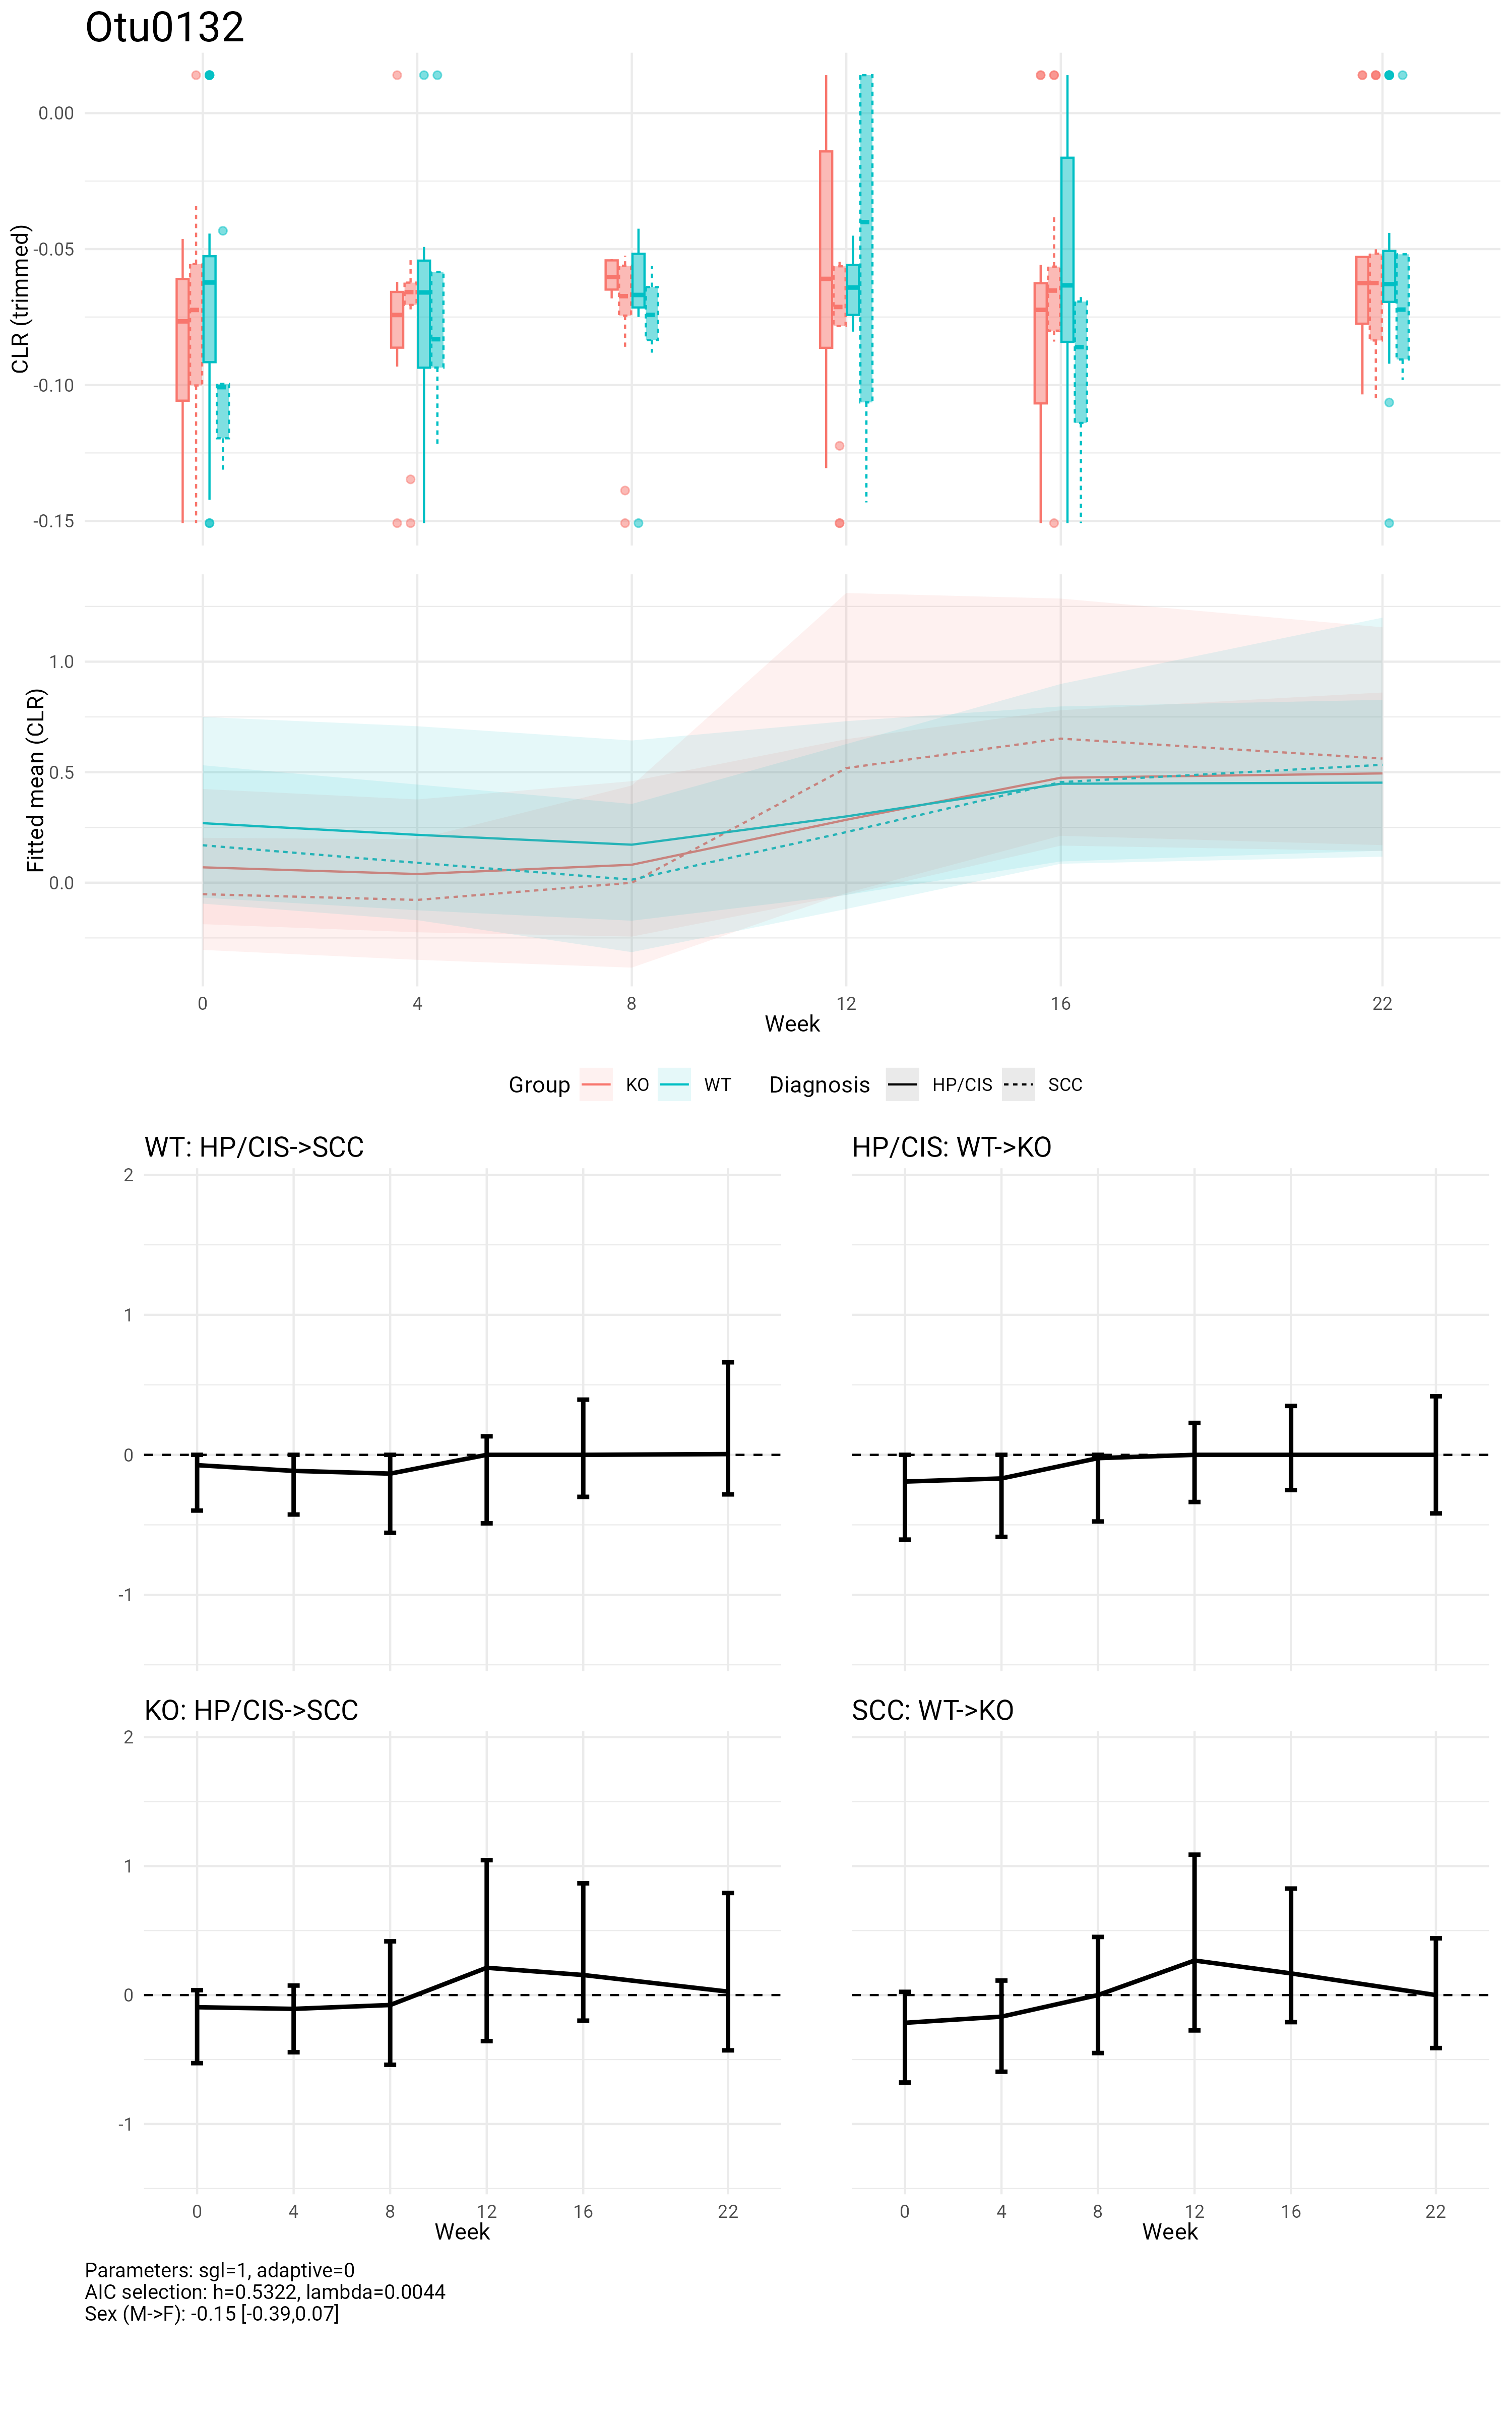 Otu0132
CLR (trimmed)
0.00
-0.05
-0.10
-0.15
Fitted mean (CLR)
1.0
0.5
0.0
0 4 8 12 16 22
Week
Group KO WT Diagnosis HP/CIS SCC
WT: HP/CIS->SCC
2
1
0
-1
HP/CIS: WT->KO
KO: HP/CIS->SCC
2
1
0
-1
0 4 8 12 16 22
Week
SCC: WT->KO
0 4 8 12 16 22
Week
Parameters: sgl=1, adaptive=0
AIC selection: h=0.5322, lambda=0.0044
Sex (M->F): -0.15 [-0.39,0.07]